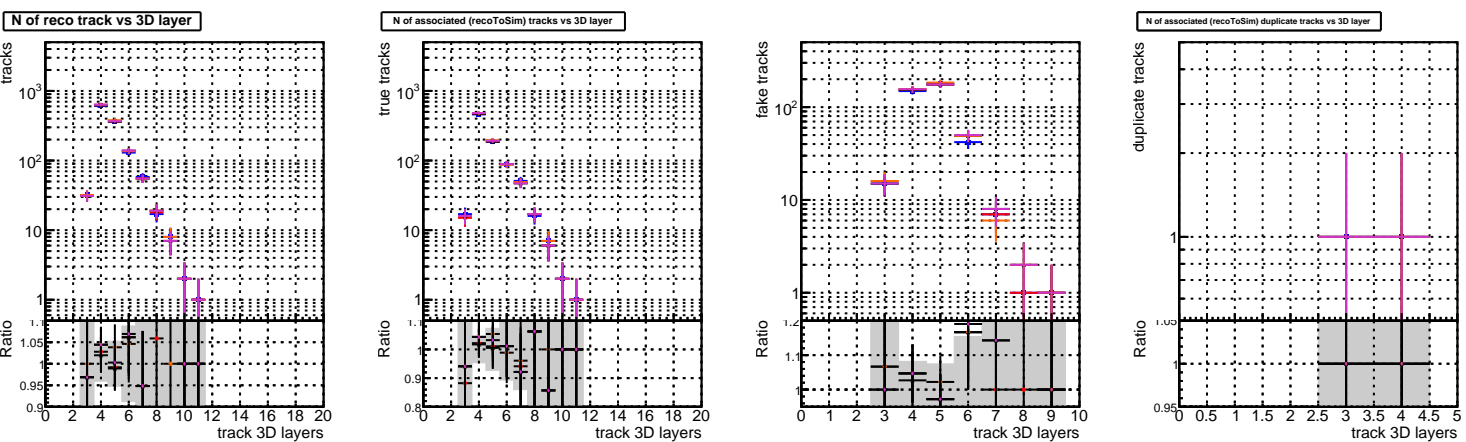 N of reco track vs 3D layer
tracks
10³
10²
10
1
Ratio
1.1
1.05
1
0.95
0.9
0 2 4 6 8 10 12 14 16 18 20
track 3D layers
N of associated (recoToSim) tracks vs 3D layer
true tracks
10³
10²
10
1
Ratio
1.1
1
0.9
0.8
0 2 4 6 8 10 12 14 16 18 20
track 3D layers
fake tracks
10²
10
1
Ratio
1.2
1.1
1
0 1 2 3 4 5 6 7 8 9 10
track 3D layers
N of associated (recoToSim) duplicate tracks vs 3D layer
duplicate tracks
1
Ratio
1.05
1
0.95
0 0.5 1 1.5 2 2.5 3 3.5 4 4.5 5
track 3D layers